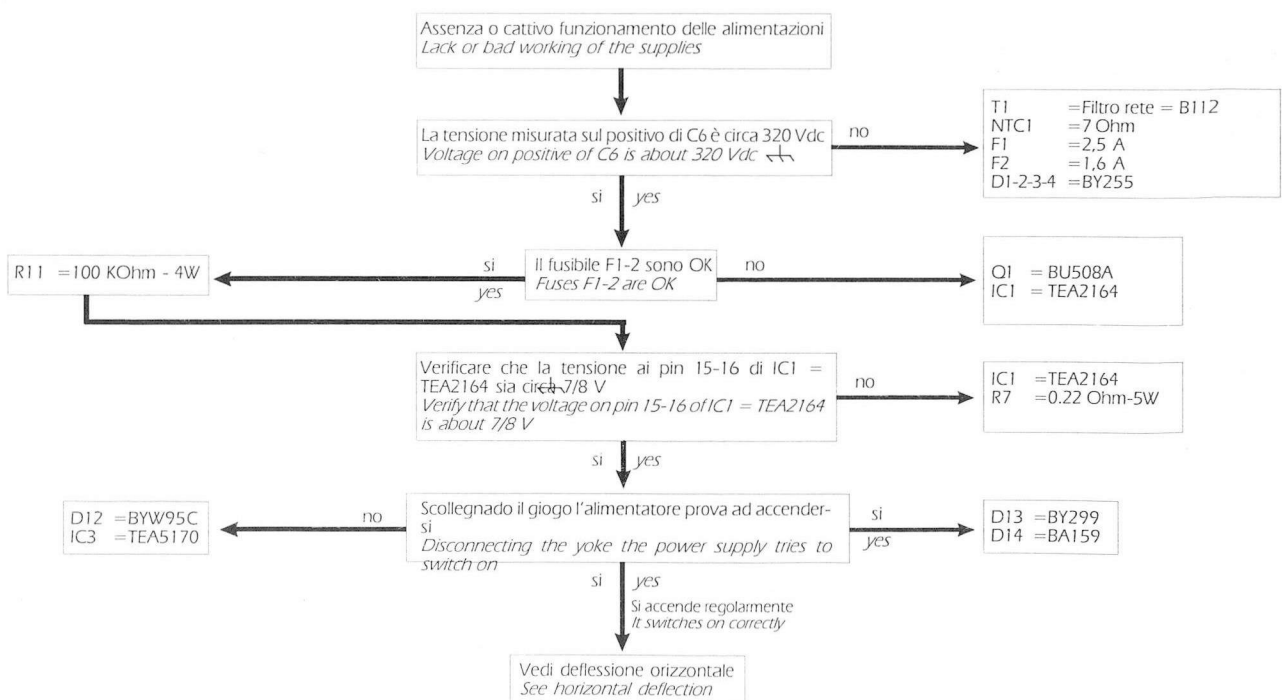 Assenza o cattivo funzionamento delle alimentazioni
Lack or bad working of the supplies
La tensione misurata sul positivo di C6 è circa 320 Vdc
Voltage on positive of C6 is about 320 Vdc
no
T1 =Filtro rete = B112
NTC1 =7 Ohm
F1 =2,5 A
F2 =1,6 A
D1-2-3-4 =BY255
si yes
R11 =100 KOhm - 4W
si
yes
Il fusibile F1-2 sono OK
Fuses F1-2 are OK
no
Q1 = BU508A
IC1 = TEA2164
Verificare che la tensione ai pin 15-16 di IC1 =
TEA2164 sia circa 7/8 V
Verify that the voltage on pin 15-16 of IC1 = TEA2164
is about 7/8 V
no
IC1 =TEA2164
R7 =0.22 Ohm-5W
si yes
D12 =BYW95C
IC3 =TEA5170
no
Scollegnado il giogo l'alimentatore prova ad accender-
si
Disconnecting the yoke the power supply tries to
switch on
si
yes
D13 =BY299
D14 =BA159
si yes
Si accende regolarmente
It switches on correctly
Vedi deflessione orizzontale
See horizontal deflection